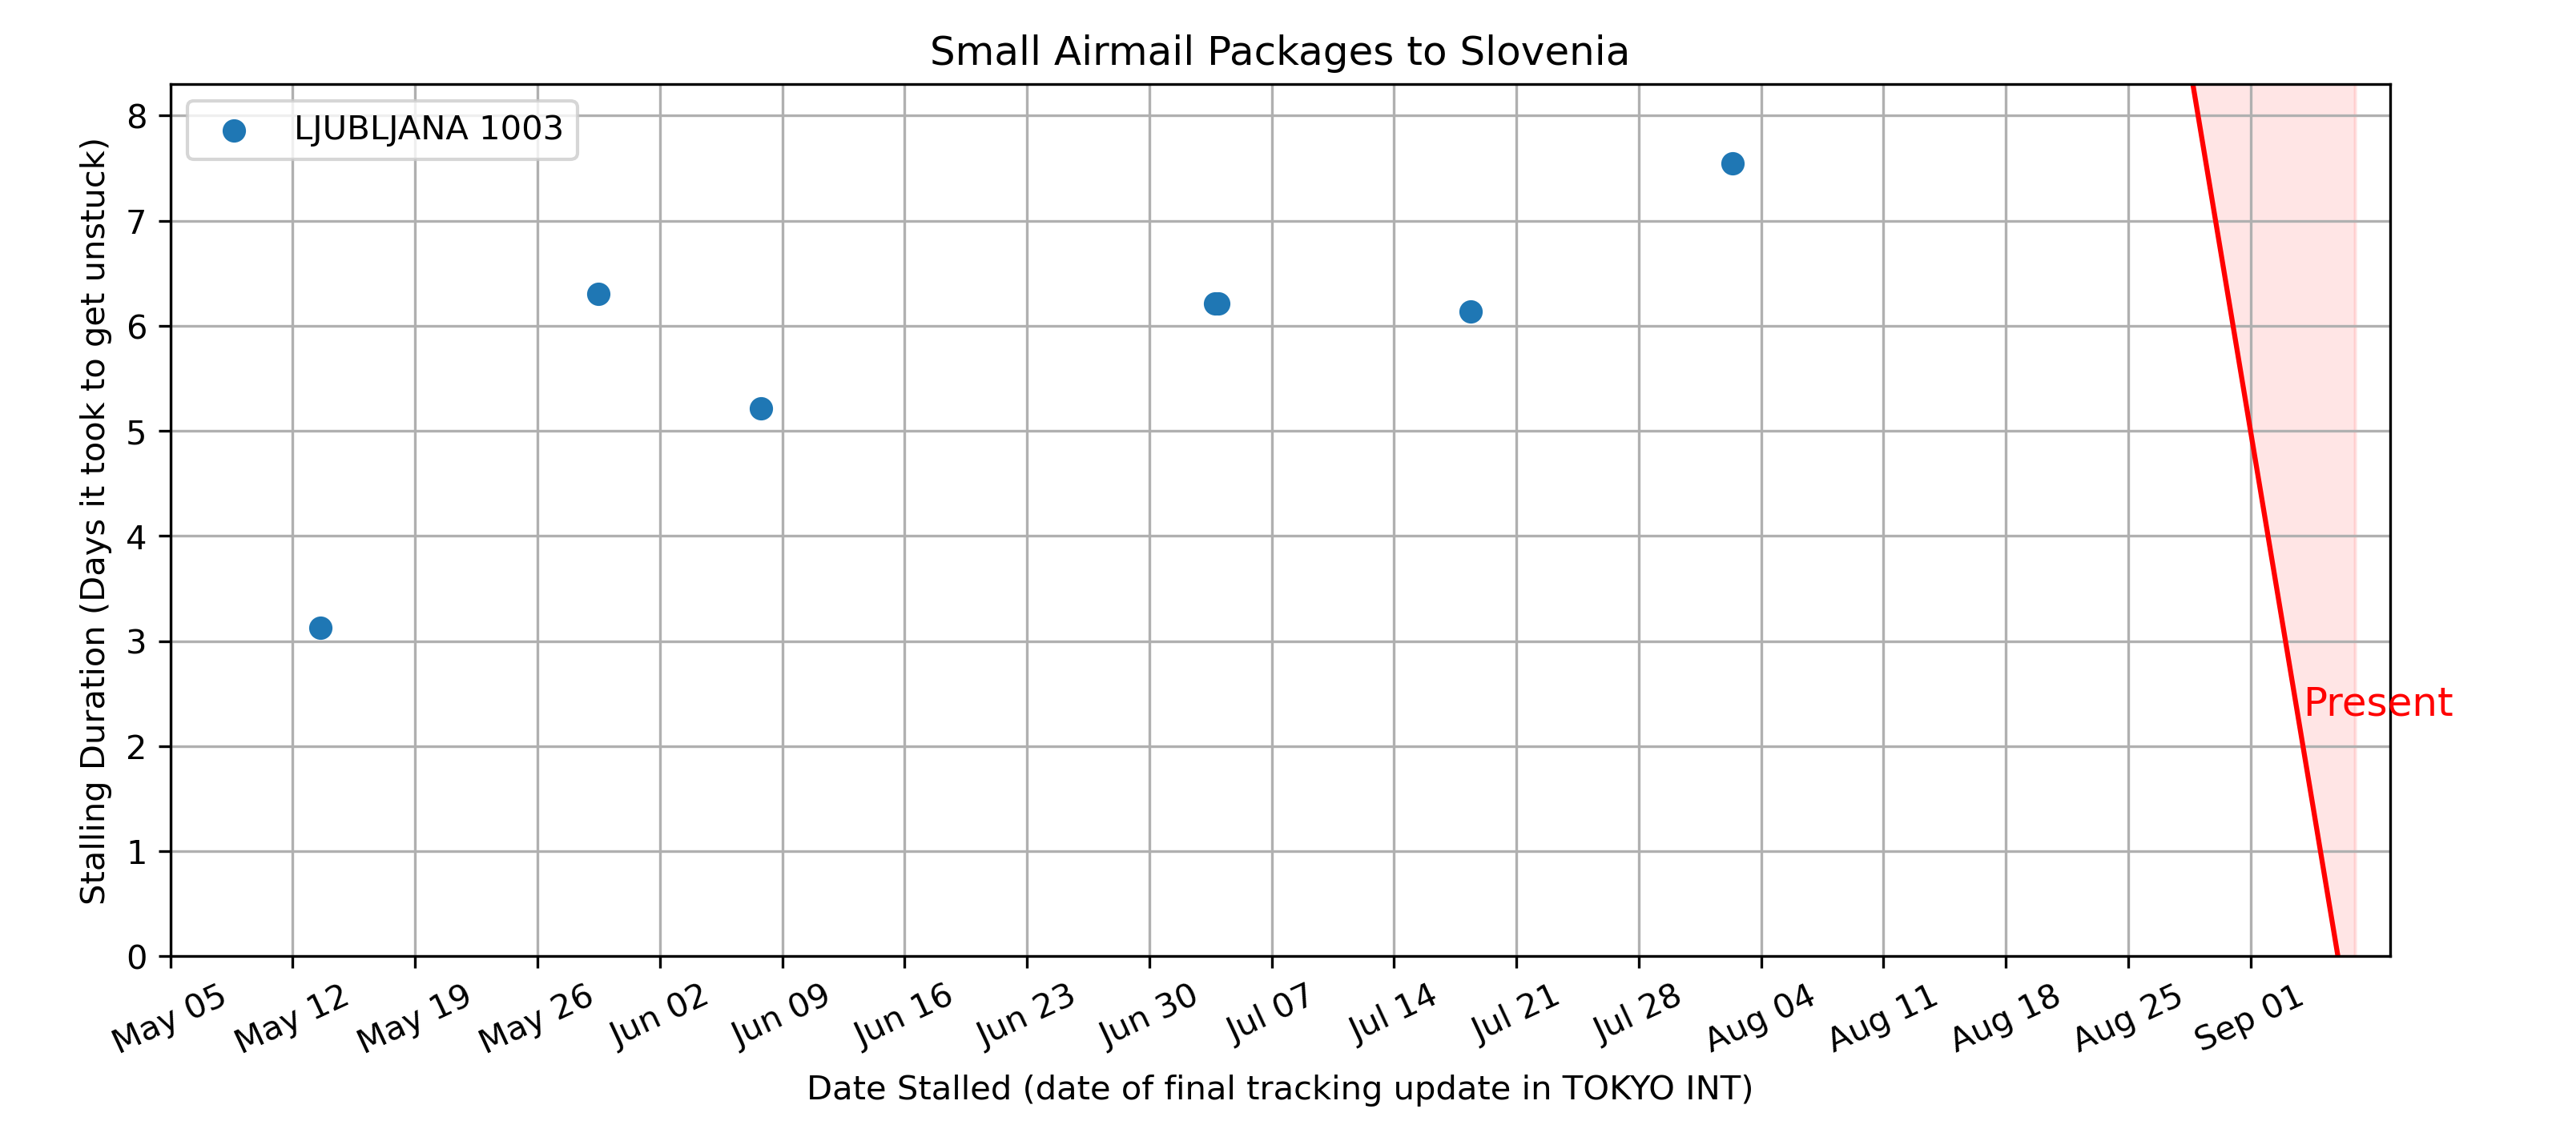 Small Airmail Packages to Slovenia
LJUBLJANA 1003
Stalling Duration (Days it took to get unstuck)
8
7
6
5
4
3
2
1
0
Present
May 05
May 12
May 19
May 26
Jun 02
Jun 09
Jun 16
Jun 23
Jun 30
Jul 07
Jul 14
Jul 21
Jul 28
Aug 04
Aug 11
Aug 18
Aug 25
Sep 01
Date Stalled (date of final tracking update in TOKYO INT)